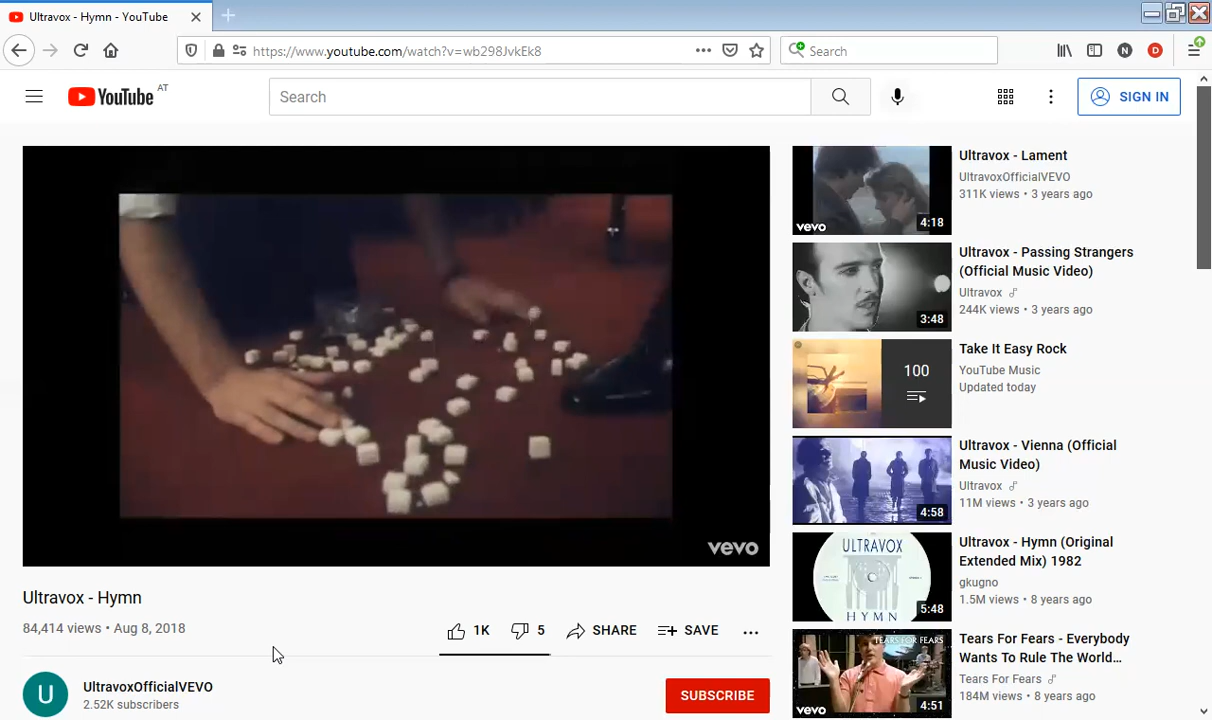 Ultravox - Hymn - YouTube
https://www.youtube.com/watch?v=wb298JvkEk8
Search
N
D
YouTube AT
Search
SIGN IN
vevo
Ultravox - Hymn
84,414 views • Aug 8, 2018
1K
5
SHARE
SAVE
U
UltravoxOfficialVEVO
2.52K subscribers
SUBSCRIBE
vevo
4:18
Ultravox - Lament
UltravoxOfficialVEVO
311K views • 3 years ago
3:48
Ultravox - Passing Strangers
(Official Music Video)
Ultravox
244K views • 3 years ago
100
Take It Easy Rock
YouTube Music
Updated today
4:58
Ultravox - Vienna (Official
Music Video)
Ultravox
11M views • 3 years ago
ULTRAVOX
HYMN
5:48
Ultravox - Hymn (Original
Extended Mix) 1982
gkugno
1.5M views • 8 years ago
TEARS FOR FEARS
vevo
4:51
Tears For Fears - Everybody
Wants To Rule The World…
Tears For Fears
184M views • 8 years ago